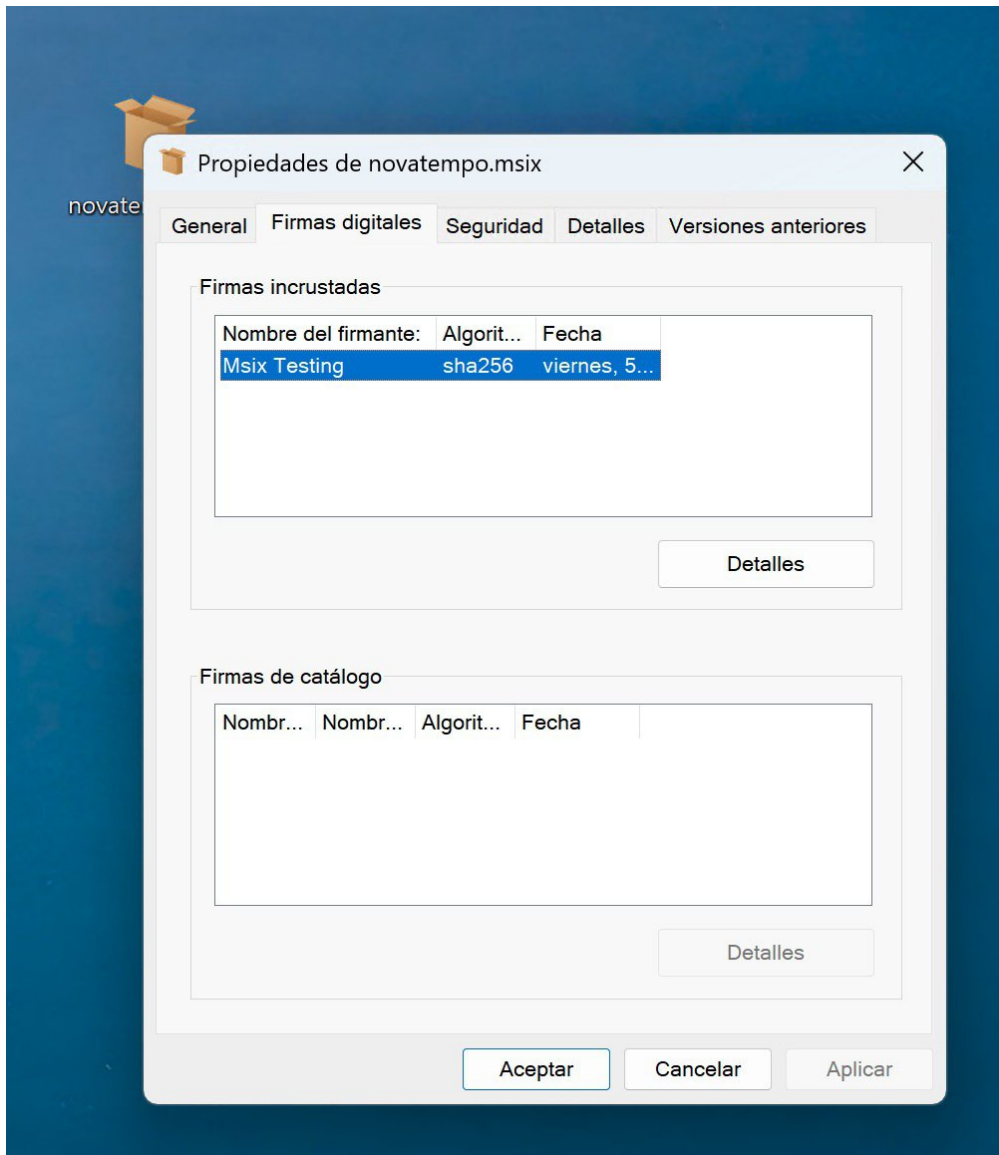 novate
Propiedades de novatempo.msix
General Firmas digitales Seguridad Detalles Versiones anteriores
Firmas incrustadas
Nombre del firmante: Algorit... Fecha
Msix Testing sha256 viernes, 5...
Detalles
Firmas de catálogo
Nombr... Nombr... Algorit... Fecha
Detalles
Aceptar Cancelar Aplicar